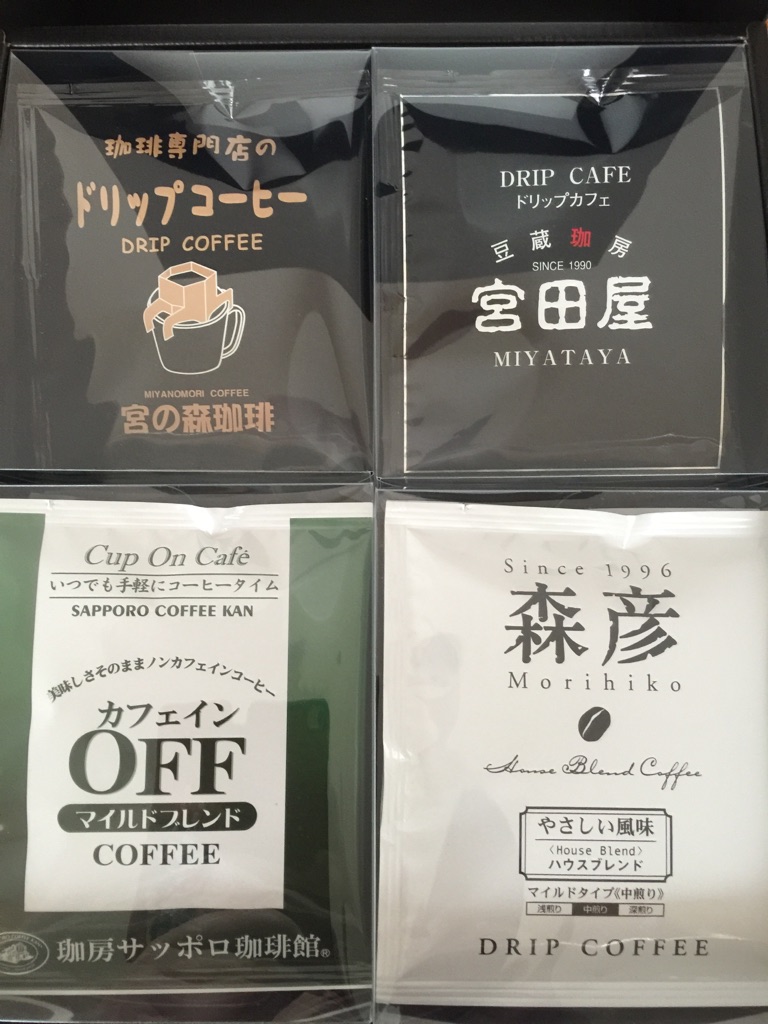 珈琲専門店の
ドリップコーヒー
DRIP COFFEE
MIYANOMORI COFFEE
宮の森珈琲
DRIP CAFE
ドリップカフェ
豆蔵珈房
SINCE 1990
宮田屋
MIYATAYA
Cup On Café
いつでも手軽にコーヒータイム
SAPPORO COFFEE KAN
美味しさそのままノンカフェインコーヒー
カフェイン
OFF
マイルドブレンド
COFFEE
珈房サッポロ珈琲館®
Since 1996
森彦
Morihiko
House Blend Coffee
やさしい風味
〈House Blend〉
ハウスブレンド
マイルドタイプ《中煎り》
浅煎り 中煎り 深煎り
DRIP COFFEE